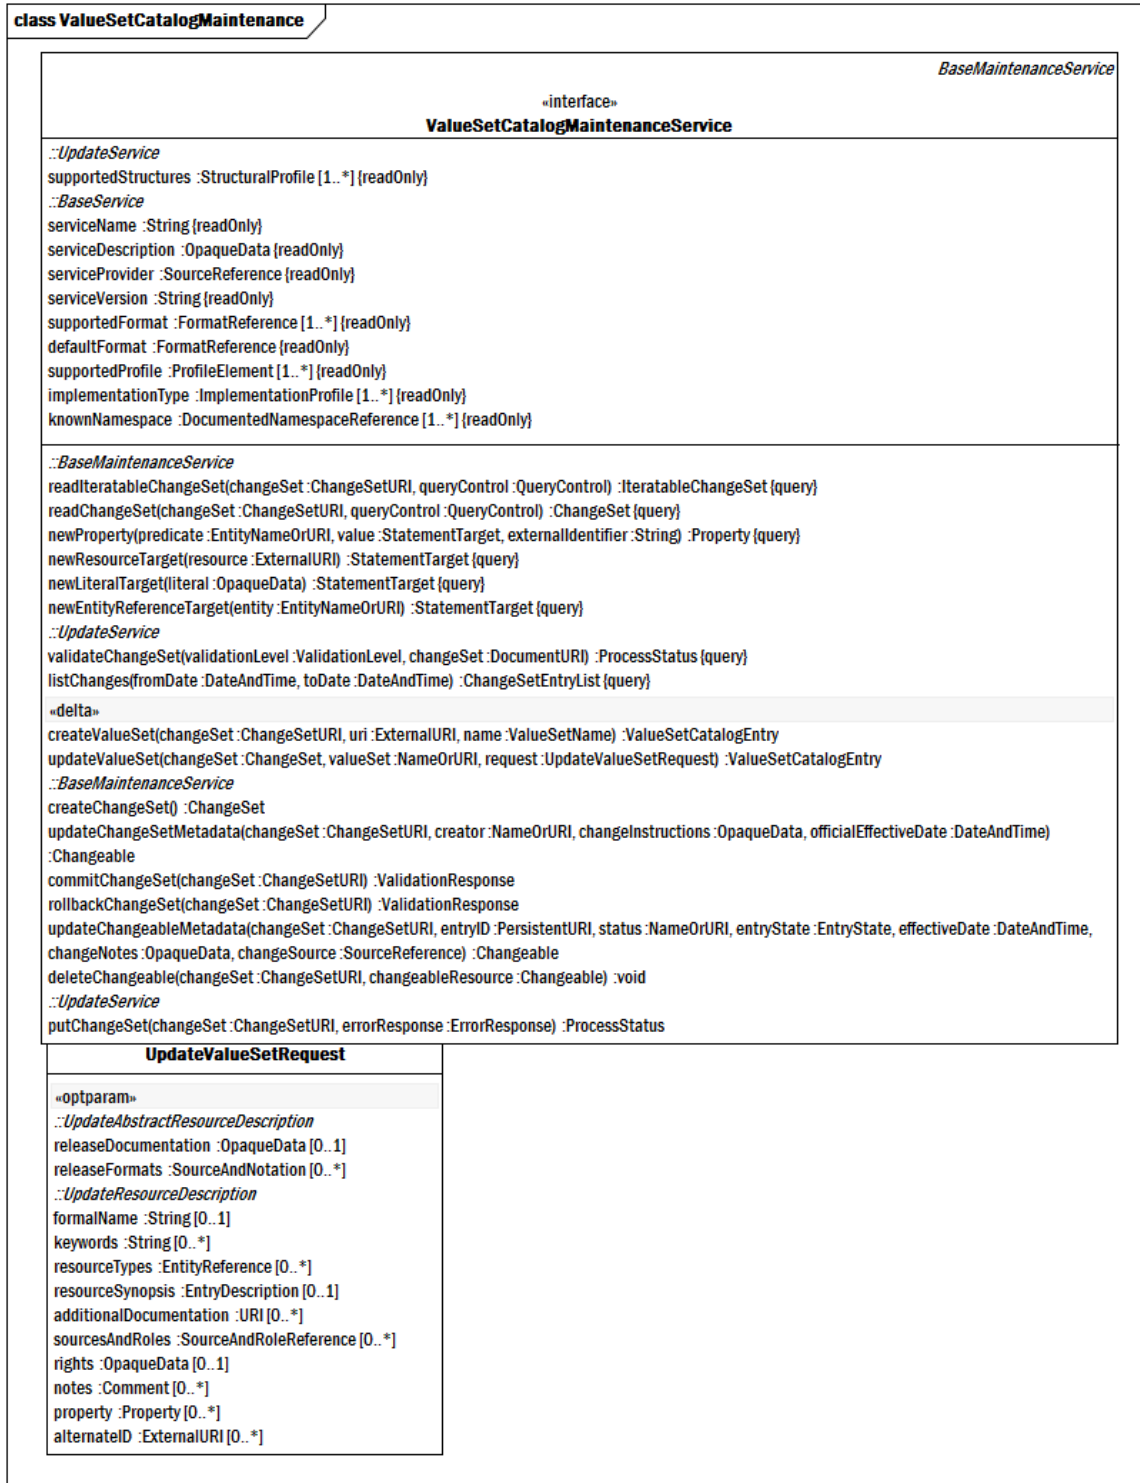 class ValueSetCatalogMaintenance
BaseMaintenanceService
«interface»
ValueSetCatalogMaintenanceService
::UpdateService
supportedStructures :StructuralProfile [1..*] {readOnly}
::BaseService
serviceName :String {readOnly}
serviceDescription :OpaqueData {readOnly}
serviceProvider :SourceReference {readOnly}
serviceVersion :String {readOnly}
supportedFormat :FormatReference [1..*] {readOnly}
defaultFormat :FormatReference {readOnly}
supportedProfile :ProfileElement [1..*] {readOnly}
implementationType :ImplementationProfile [1..*] {readOnly}
knownNamespace :DocumentedNamespaceReference [1..*] {readOnly}
::BaseMaintenanceService
readIteratableChangeSet(changeSet :ChangeSetURI, queryControl :QueryControl) :IteratableChangeSet {query}
readChangeSet(changeSet :ChangeSetURI, queryControl :QueryControl) :ChangeSet {query}
newProperty(predicate :EntityNameOrURI, value :StatementTarget, externalIdentifier :String) :Property {query}
newResourceTarget(resource :ExternalURI) :StatementTarget {query}
newLiteralTarget(literal :OpaqueData) :StatementTarget {query}
newEntityReferenceTarget(entity :EntityNameOrURI) :StatementTarget {query}
::UpdateService
validateChangeSet(validationLevel :ValidationLevel, changeSet :DocumentURI) :ProcessStatus {query}
listChanges(fromDate :DateAndTime, toDate :DateAndTime) :ChangeSetEntryList {query}
«delta»
createValueSet(changeSet :ChangeSetURI, uri :ExternalURI, name :ValueSetName) :ValueSetCatalogEntry
updateValueSet(changeSet :ChangeSet, valueSet :NameOrURI, request :UpdateValueSetRequest) :ValueSetCatalogEntry
::BaseMaintenanceService
createChangeSet() :ChangeSet
updateChangeSetMetadata(changeSet :ChangeSetURI, creator :NameOrURI, changeInstructions :OpaqueData, officialEffectiveDate :DateAndTime)
:Changeable
commitChangeSet(changeSet :ChangeSetURI) :ValidationResponse
rollbackChangeSet(changeSet :ChangeSetURI) :ValidationResponse
updateChangeableMetadata(changeSet :ChangeSetURI, entryID :PersistentURI, status :NameOrURI, entryState :EntryState, effectiveDate :DateAndTime,
changeNotes :OpaqueData, changeSource :SourceReference) :Changeable
deleteChangeable(changeSet :ChangeSetURI, changeableResource :Changeable) :void
::UpdateService
putChangeSet(changeSet :ChangeSetURI, errorResponse :ErrorResponse) :ProcessStatus
UpdateValueSetRequest
«optparam»
::UpdateAbstractResourceDescription
releaseDocumentation :OpaqueData [0..1]
releaseFormats :SourceAndNotation [0..*]
::UpdateResourceDescription
formalName :String [0..1]
keywords :String [0..*]
resourceTypes :EntityReference [0..*]
resourceSynopsis :EntryDescription [0..1]
additionalDocumentation :URI [0..*]
sourcesAndRoles :SourceAndRoleReference [0..*]
rights :OpaqueData [0..1]
notes :Comment [0..*]
property :Property [0..*]
alternateID :ExternalURI [0..*]